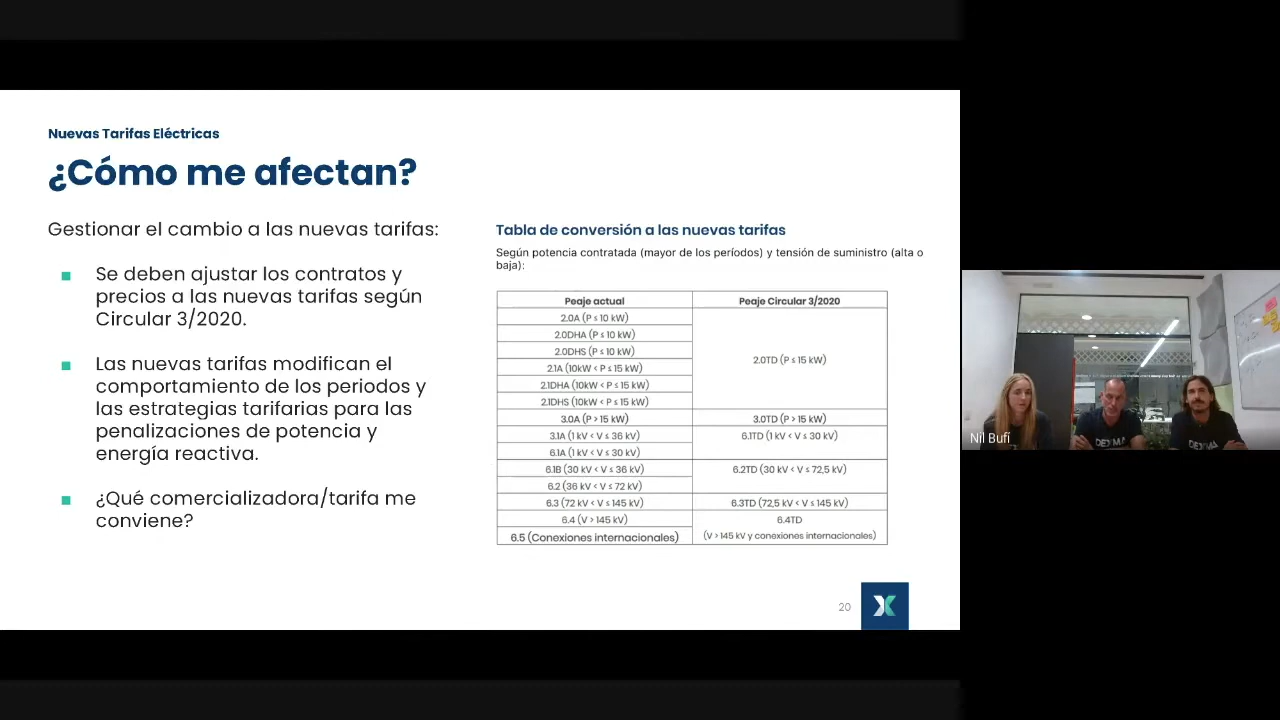 Nuevas Tarifas Eléctricas
¿Cómo me afectan?
Gestionar el cambio a las nuevas tarifas:
Se deben ajustar los contratos y
precios a las nuevas tarifas según
Circular 3/2020.
Las nuevas tarifas modifican el
comportamiento de los periodos y
las estrategias tarifarias para las
penalizaciones de potencia y
energía reactiva.
¿Qué comercializadora/tarifa me
conviene?
Tabla de conversión a las nuevas tarifas
Según potencia contratada (mayor de los períodos) y tensión de suministro (alta o
baja):
Peaje actual
Peaje Circular 3/2020
2.0A (P ≤ 10 kW)
2.0DHA (P ≤ 10 kW)
2.0DHS (P ≤ 10 kW)
2.1A (10kW < P ≤ 15 kW)
2.1DHA (10kW < P ≤ 15 kW)
2.1DHS (10kW < P ≤ 15 kW)
2.0TD (P ≤ 15 kW)
3.0A (P > 15 kW)
3.0TD (P > 15 kW)
3.1A (1 kV < V ≤ 36 kV)
6.1TD (1 kV < V ≤ 30 kV)
6.1A (1 kV < V ≤ 30 kV)
6.1B (30 kV < V ≤ 36 kV)
6.2TD (30 kV < V ≤ 72,5 kV)
6.2 (36 kV < V ≤ 72 kV)
6.3 (72 kV < V ≤ 145 kV)
6.3TD (72,5 kV < V ≤ 145 kV)
6.4 (V > 145 kV)
6.4TD
6.5 (Conexiones internacionales)
(V > 145 kV y conexiones internacionales)
20
Nil Bufí
DEXMA
DEXMA